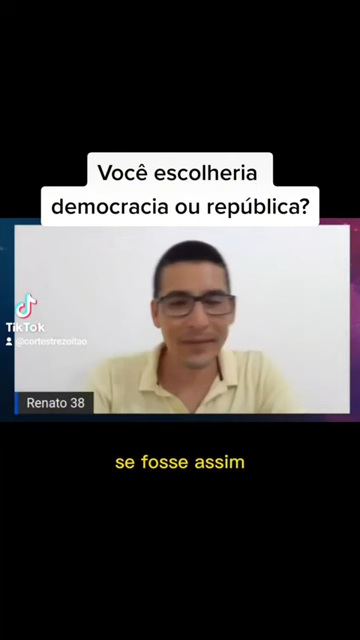 Você escolheria
democracia ou república?
TikTok
@cortestrezoitao
Renato 38
se fosse assim